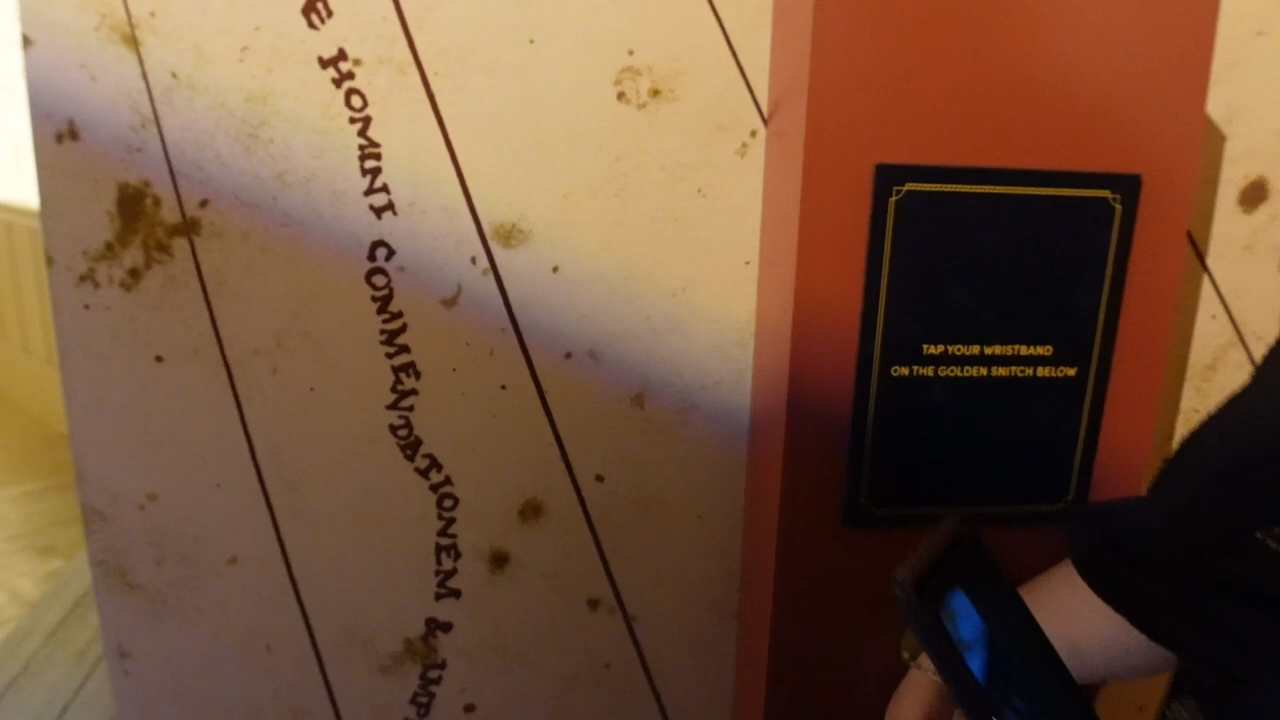 E HOMINI COMMENDATIONEM &
TAP YOUR WRISTBAND
ON THE GOLDEN SNITCH BELOW